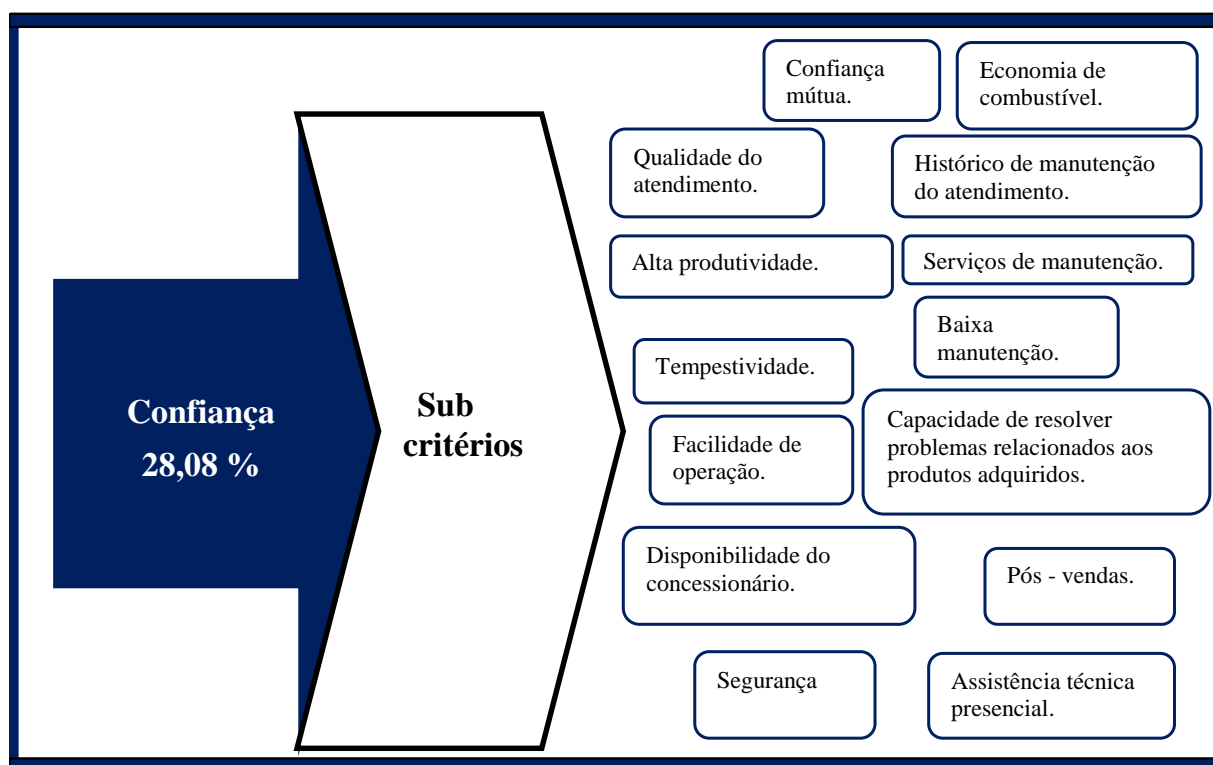 Confiança
28,08 %
Sub
critérios
Confiança
mútua.
Economia de
combustível.
Qualidade do
atendimento.
Histórico de manutenção
do atendimento.
Alta produtividade.
Serviços de manutenção.
Baixa
manutenção.
Tempestividade.
Facilidade de
operação.
Capacidade de resolver
problemas relacionados aos
produtos adquiridos.
Disponibilidade do
concessionário.
Pós - vendas.
Segurança
Assistência técnica
presencial.